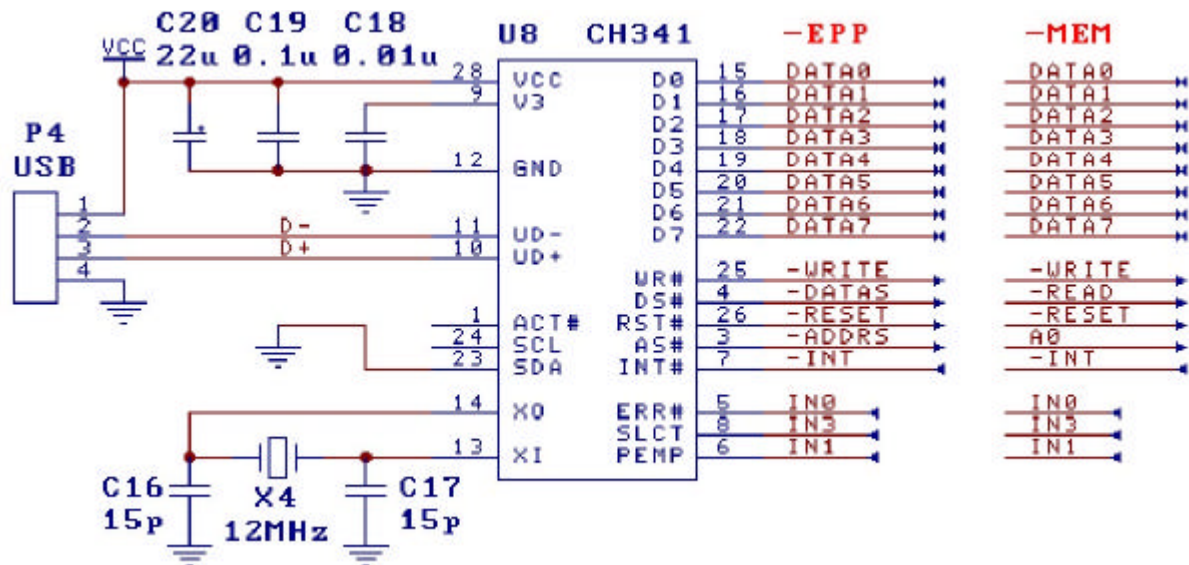 C20 C19 C18 U8 CH341 -EPP -MEM
VCC 22u 0.1u 0.01u
28 VCC D0 15 DATA0 DATA0
9 V3 D1 16 DATA1 DATA1
D2 17 DATA2 DATA2
P4 D3 18 DATA3 DATA3
USB 12 GND D4 19 DATA4 DATA4
D5 20 DATA5 DATA5
1 D6 21 DATA6 DATA6
2 D- 11 UD- D7 22 DATA7 DATA7
3 D+ 10 UD+
4 WR# 25 -WRITE -WRITE
DS# 4 -DATAS -READ
1 ACT# RST# 26 -RESET -RESET
24 SCL AS# 3 -ADDRS A0
23 SDA INT# 7 -INT -INT
14 XO ERR# 5 IN0 IN0
SLCT 8 IN3 IN3
13 XI PEMP 6 IN1 IN1
C16 X4 C17
15p 12MHz 15p